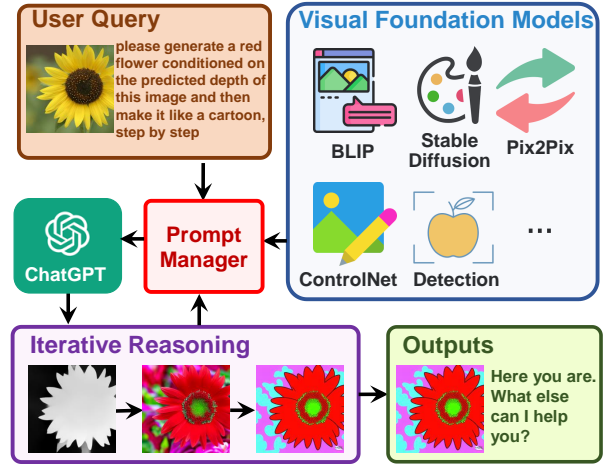 User Query
please generate a red
flower conditioned on
the predicted depth of
this image and then
make it like a cartoon,
step by step
Visual Foundation Models
BLIP
Stable
Diffusion
Pix2Pix
ControlNet
Detection
...
Prompt
Manager
ChatGPT
Iterative Reasoning
Outputs
Here you are.
What else
can I help
you?